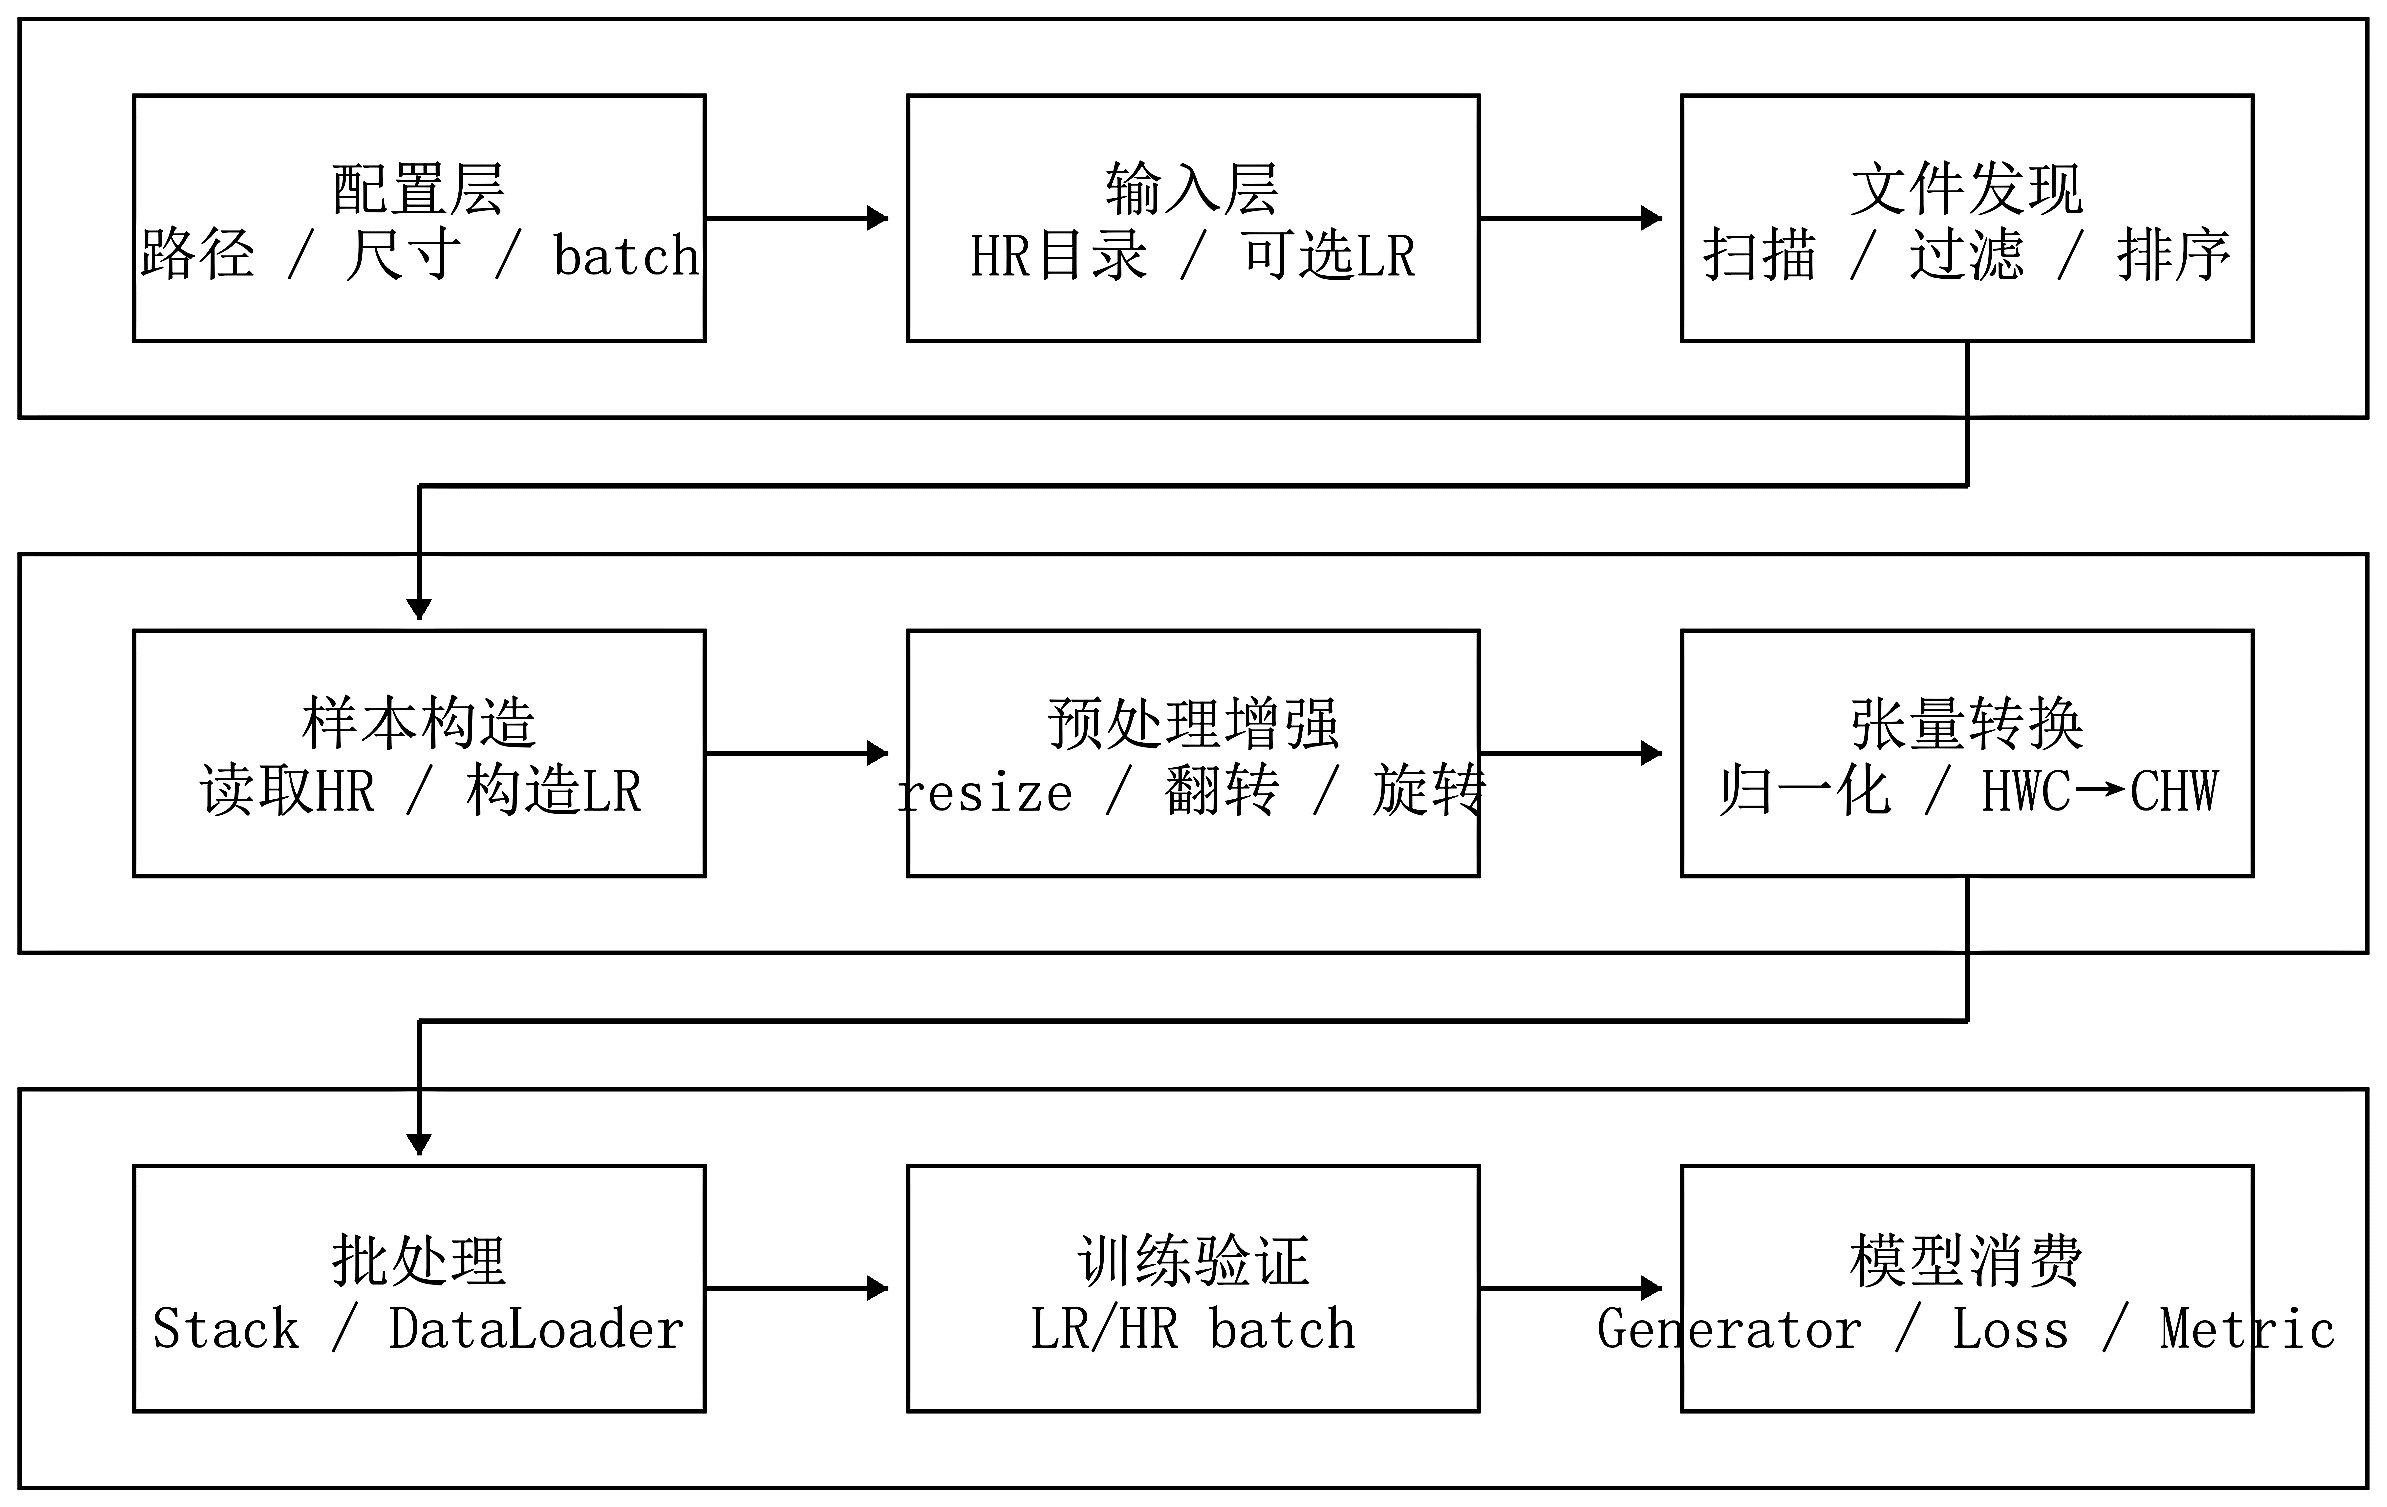 配置层
路径 / 尺寸 / batch
输入层
HR目录 / 可选LR
文件发现
扫描 / 过滤 / 排序
样本构造
读取HR / 构造LR
预处理增强
resize / 翻转 / 旋转
张量转换
归一化 / HWC→CHW
批处理
Stack / DataLoader
训练验证
LR/HR batch
模型消费
Generator / Loss / Metric